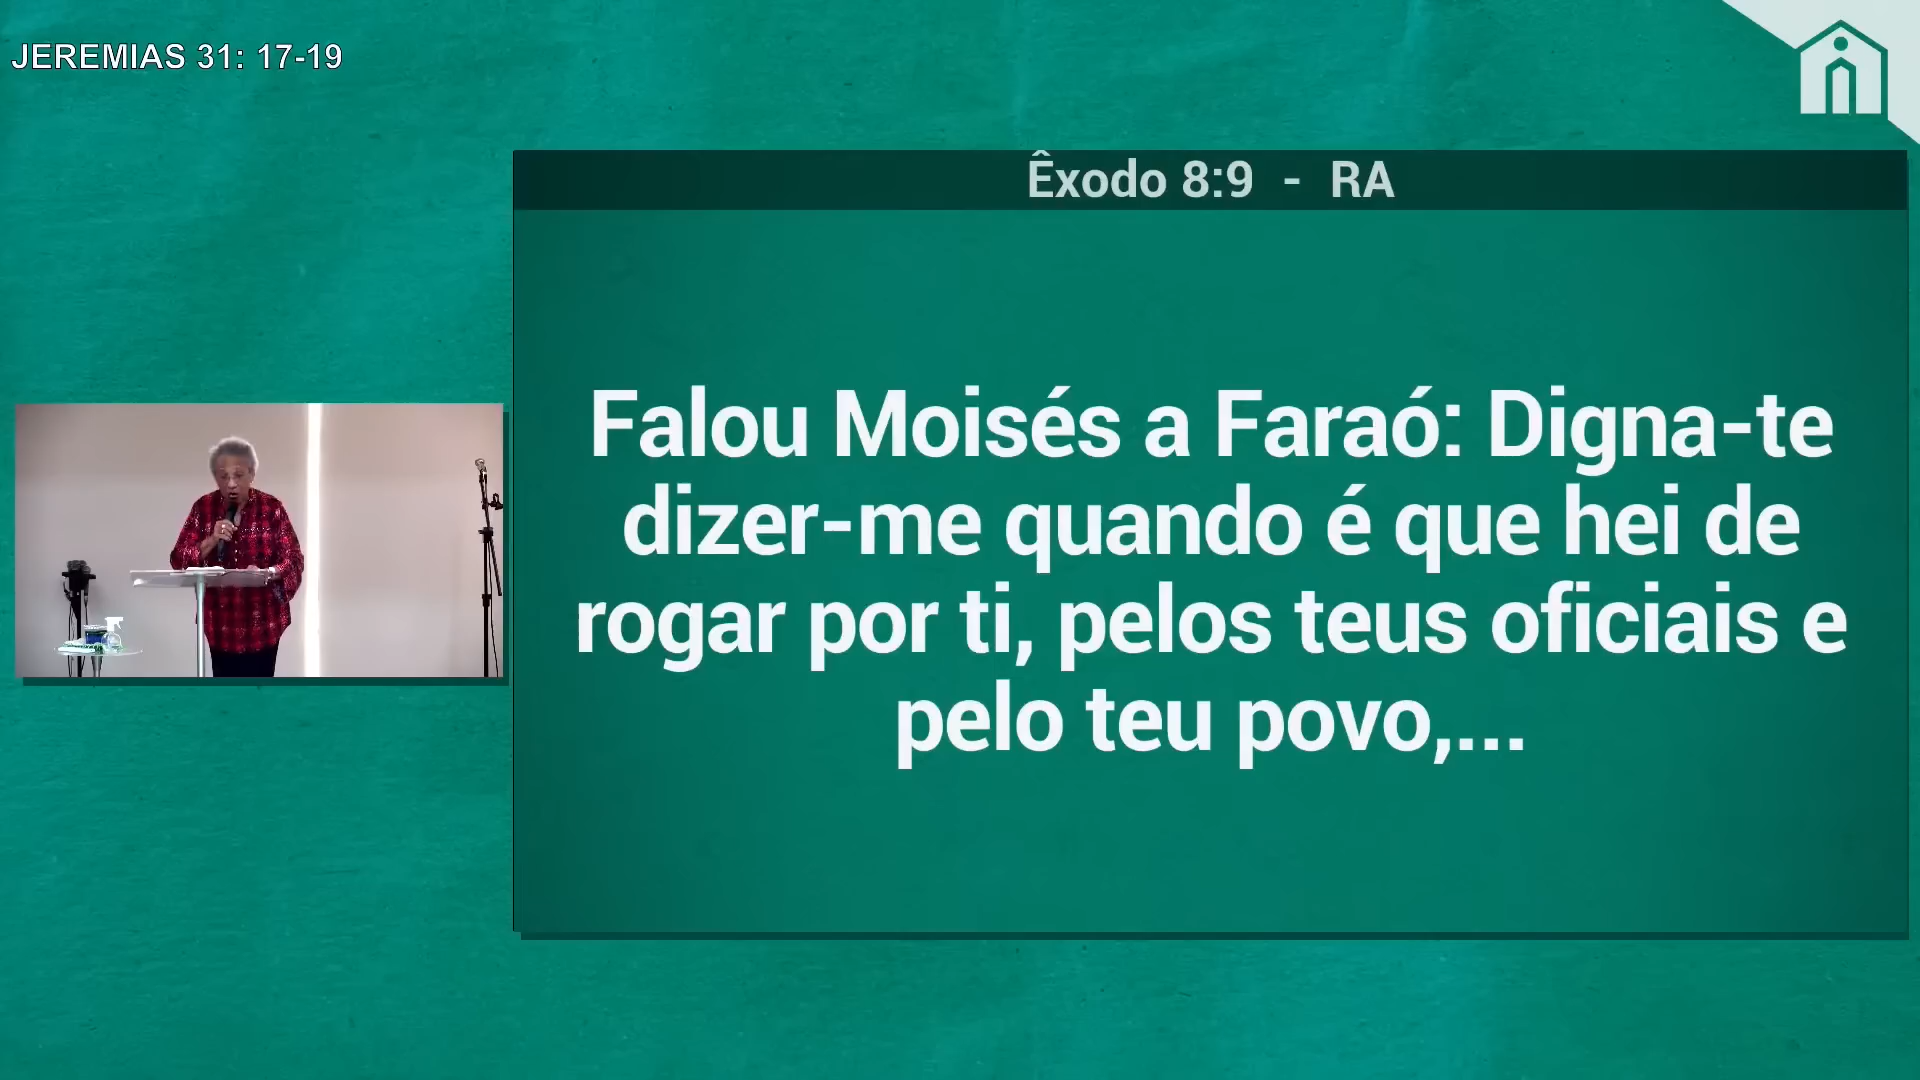 JEREMIAS 31: 17-19
Êxodo 8:9 - RA
Falou Moisés a Faraó: Digna-te
dizer-me quando é que hei de
rogar por ti, pelos teus oficiais e
pelo teu povo,...